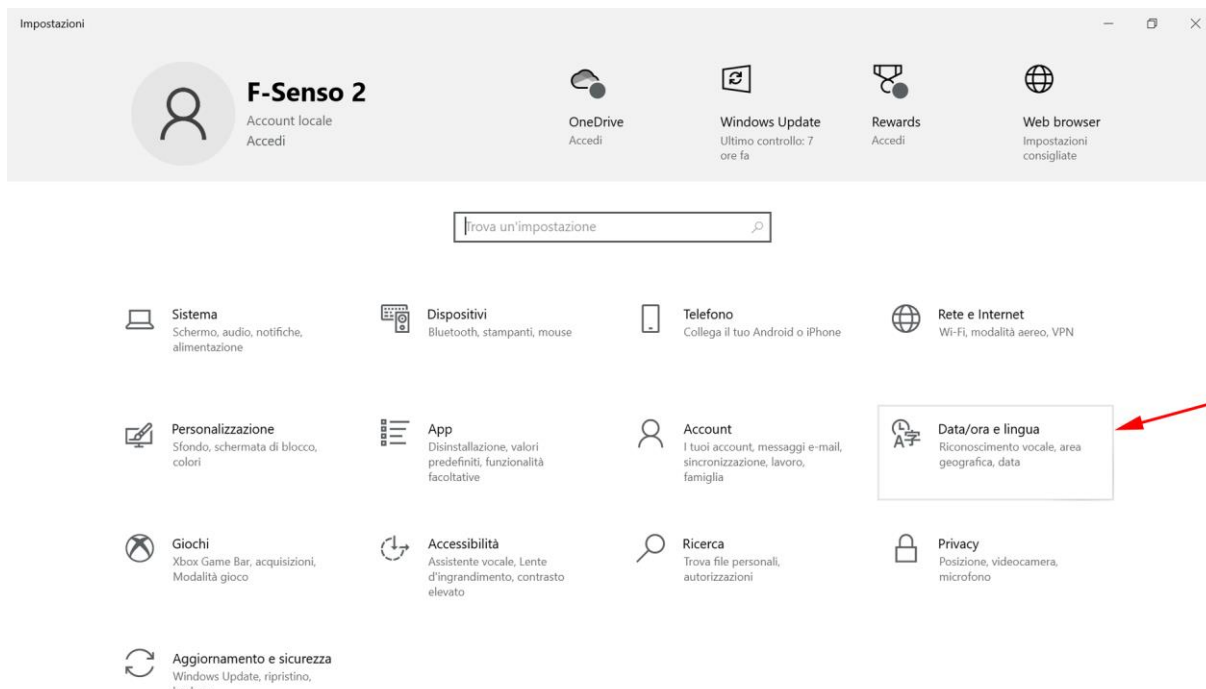 Impostazioni
F-Senso 2
Account locale
Accedi
OneDrive
Accedi
Windows Update
Ultimo controllo: 7
ore fa
Rewards
Accedi
Web browser
Impostazioni
consigliate
Trova un'impostazione
Sistema
Schermo, audio, notifiche,
alimentazione
Dispositivi
Bluetooth, stampanti, mouse
Telefono
Collega il tuo Android o iPhone
Rete e Internet
Wi-Fi, modalità aereo, VPN
Personalizzazione
Sfondo, schermata di blocco,
colori
App
Disinstallazione, valori
predefiniti, funzionalità
facoltative
Account
I tuoi account, messaggi e-mail,
sincronizzazione, lavoro,
famiglia
Data/ora e lingua
Riconoscimento vocale, area
geografica, data
Giochi
Xbox Game Bar, acquisizioni,
Modalità gioco
Accessibilità
Assistente vocale, Lente
d'ingrandimento, contrasto
elevato
Ricerca
Trova file personali,
autorizzazioni
Privacy
Posizione, videocamera,
microfono
Aggiornamento e sicurezza
Windows Update, ripristino,